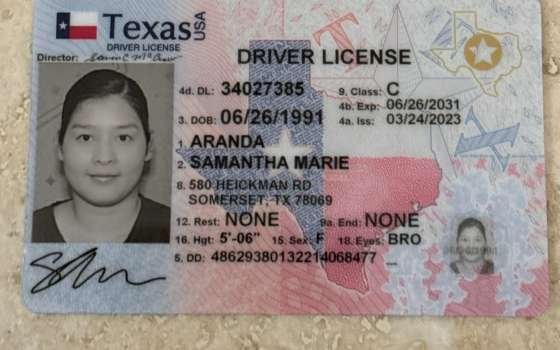 Texas
USA
DRIVER LICENSE
Director:
DRIVER LICENSE
4d. DL: 34027385 9. Class: C
4b. Exp: 06/26/2031
3. DOB: 06/26/1991 4a. Iss: 03/24/2023
1. ARANDA
2. SAMANTHA MARIE
8. 580 HEICKMAN RD
SOMERSET, TX 78069
12. Rest: NONE 9a. End: NONE
16. Hgt: 5'-06" 15. Sex: F 18. Eyes: BRO
5. DD: 48629380132214068477